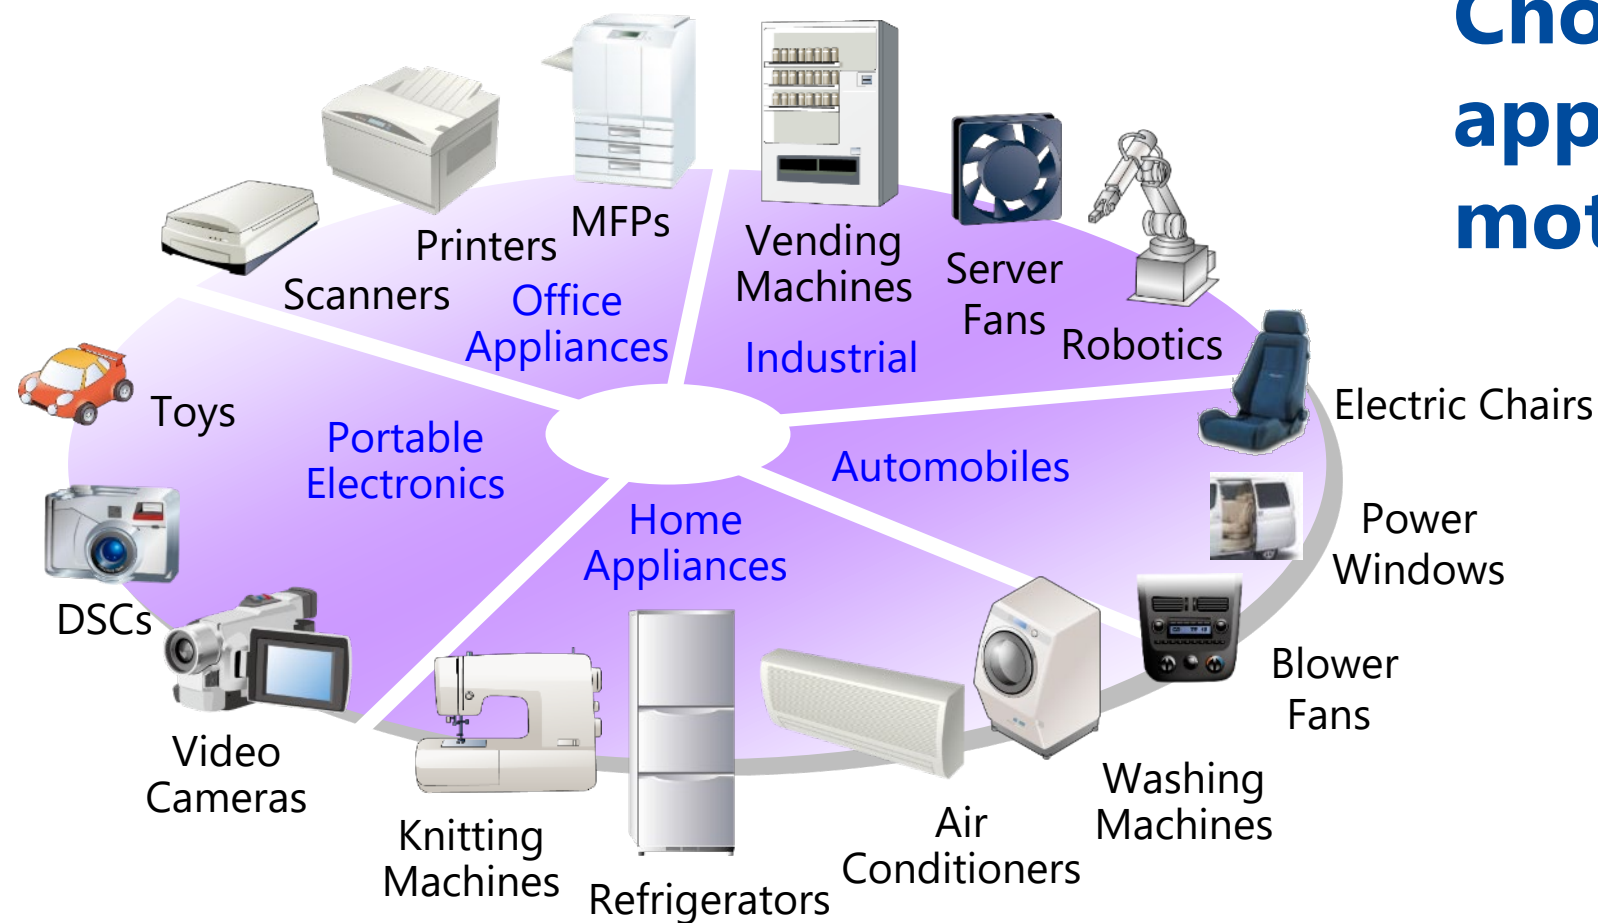 Cho
app
mot
MFPs
Printers
Scanners
Office
Appliances
Vending
Machines
Server
Fans
Robotics
Industrial
Electric Chairs
Automobiles
Power
Windows
Blower
Fans
Toys
Portable
Electronics
DSCs
Video
Cameras
Home
Appliances
Knitting
Machines
Refrigerators
Air
Conditioners
Washing
Machines